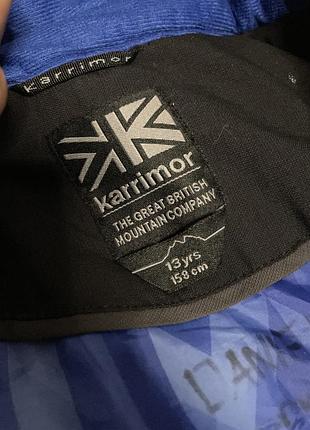 karrimor
karrimor
THE GREAT BRITISH
MOUNTAIN COMPANY
13 yrs
158 cm